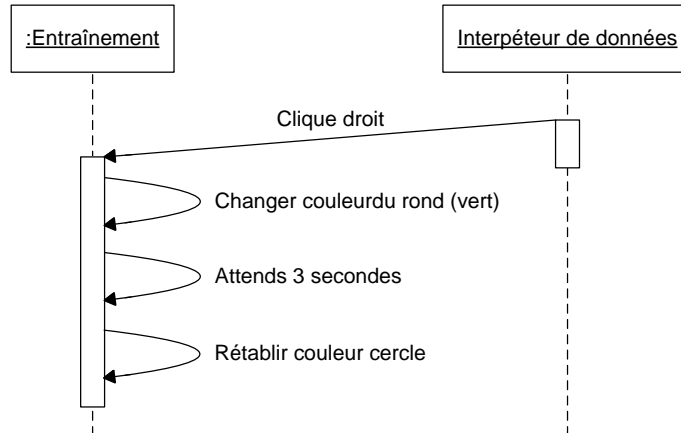 :Entraînement
Interpéteur de données
Clique droit
Changer couleurdu rond (vert)
Attends 3 secondes
Rétablir couleur cercle